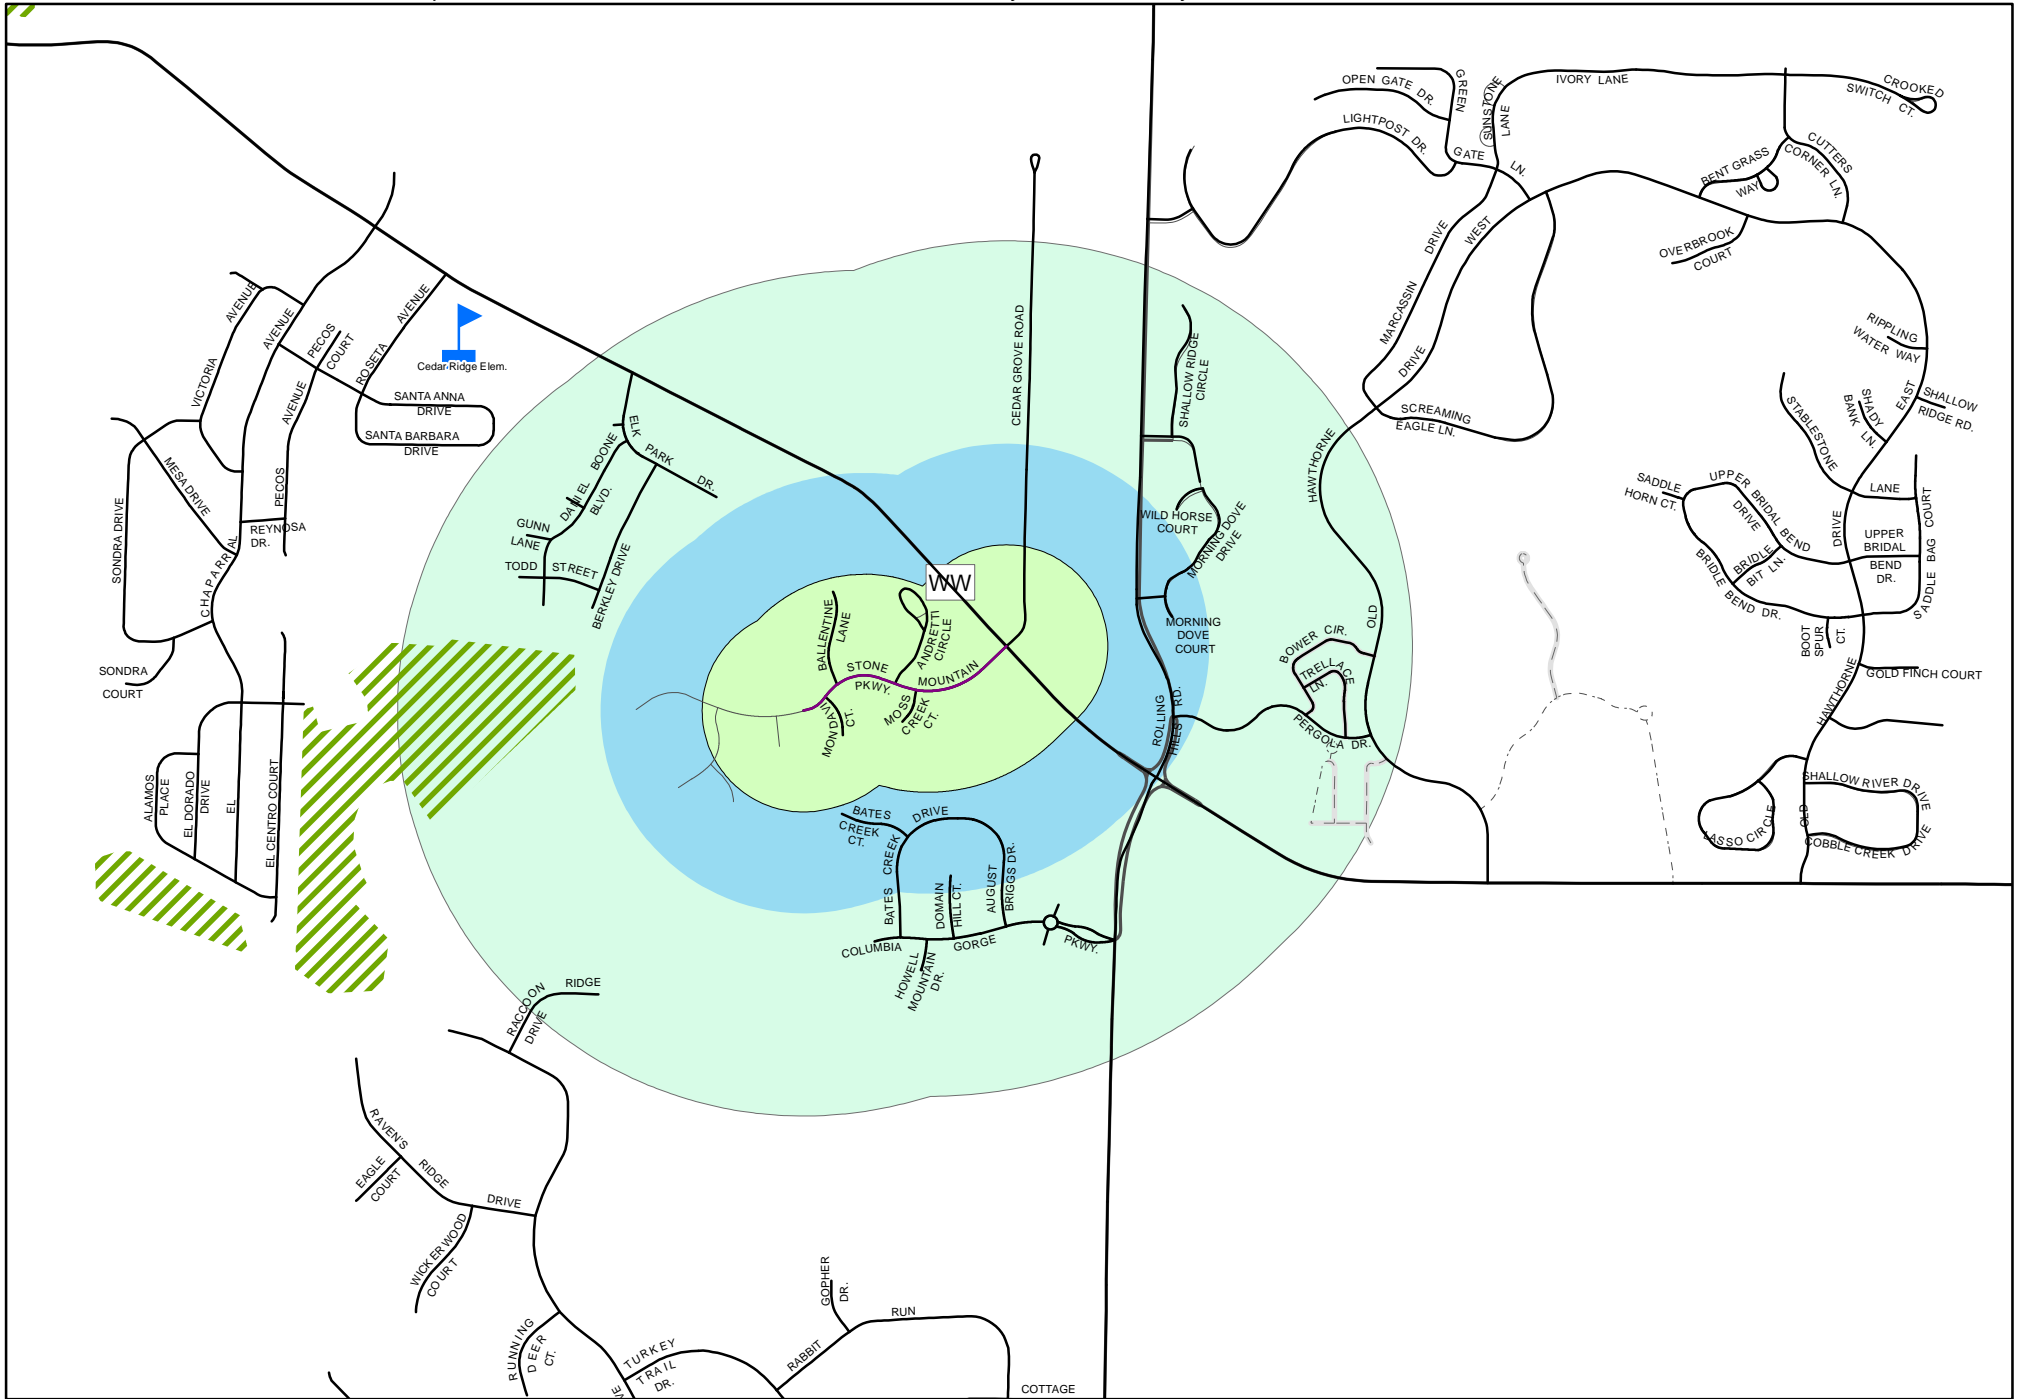 OPEN GATE DR.
GREEN
SUNSTONE
LANE
IVORY LANE
CROOKED
SWITCH CT.
LIGHTPOST DR.
GATE
LN.
CUTTERS
CORNER LN.
BENT GRASS
WAY
OVERBROOK
COURT
MARCASSIN
DRIVE
WEST
DRIVE
SCREAMING
EAGLE LN.
HAWTHORNE
OLD
RIPPLING
WATER WAY
EAST
SHALLOW
RIDGE RD.
SHADY
BANK
LN.
STABLESTONE
LANE
SADDLE
HORN CT.
UPPER BRIDAL BEND
DRIVE
BRIDLE
BIT LN.
BRIDLE
BEND DR.
DRIVE
UPPER
BRIDAL
BEND
DR.
SADDLE BAG COURT
BOOT
SPUR
CT.
HAWTHORNE
GOLD FINCH COURT
SHALLOW RIVER DRIVE
OLD
LASSO CIRCLE
COBBLE CREEK DRIVE
CEDAR GROVE ROAD
SHALLOW RIDGE
CIRCLE
WILD HORSE
COURT
MORNING DOVE
DRIVE
MORNING
DOVE
COURT
ROLLING
HILLS RD.
BOWER CIR.
TRELLACE
LN.
PERGOLA DR.
AVENUE
VICTORIA
AVENUE
PECOS
COURT
AVENUE
ROSETA
Cedar Ridge Elem.
SANTA ANNA
DRIVE
SANTA BARBARA
DRIVE
AVENUE
PECOS
MESA DRIVE
SONDRA DRIVE
REYNOSA
DR.
CHAPARRAL
SONDRA
COURT
ALAMOS
PLACE
EL DORADO
DRIVE
EL
EL CENTRO COURT
ELK
PARK
DR.
DANIEL BOONE
BLVD.
GUNN
LANE
TODD STREET
BERKLEY DRIVE
WW
BALLENTINE
LANE
ANDRETTI
CIRCLE
STONE
MOUNTAIN
PKWY.
MONDAVI
CT.
MOSS
CREEK
CT.
BATES
CREEK
CT.
BATES CREEK DRIVE
DOMAIN
HILL CT.
AUGUST
BRIGGS DR.
COLUMBIA
GORGE
PKWY.
HOWELL
MOUNTAIN
DR.
RACCOON
RIDGE
DRIVE
RAVEN'S
RIDGE
DRIVE
EAGLE
COURT
WICKERWOOD
COURT
RUNNING
DEER
CT.
TURKEY
TRAIL
DR.
GOPHER
DR.
RABBIT
RUN
COTTAGE